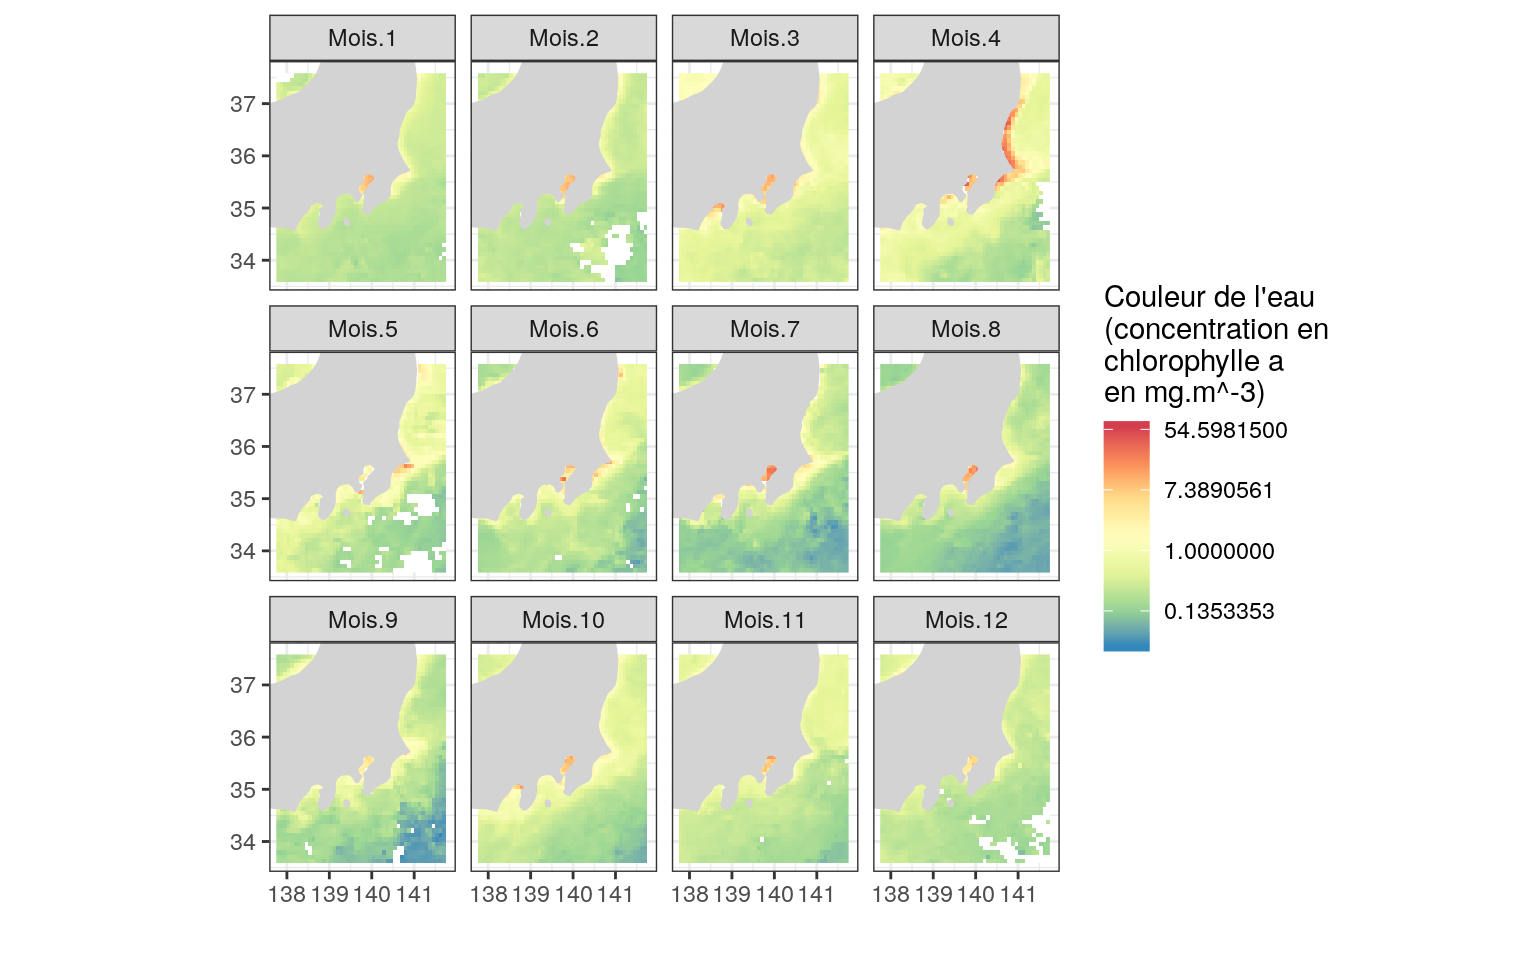 Mois.1 Mois.2 Mois.3 Mois.4
37
36
35
34
Mois.5 Mois.6 Mois.7 Mois.8
37
36
35
34
Mois.9 Mois.10 Mois.11 Mois.12
37
36
35
34
138 139 140 141 138 139 140 141 138 139 140 141 138 139 140 141
Couleur de l'eau
(concentration en
chlorophylle a
en mg.m^-3)
54.5981500
7.3890561
1.0000000
0.1353353